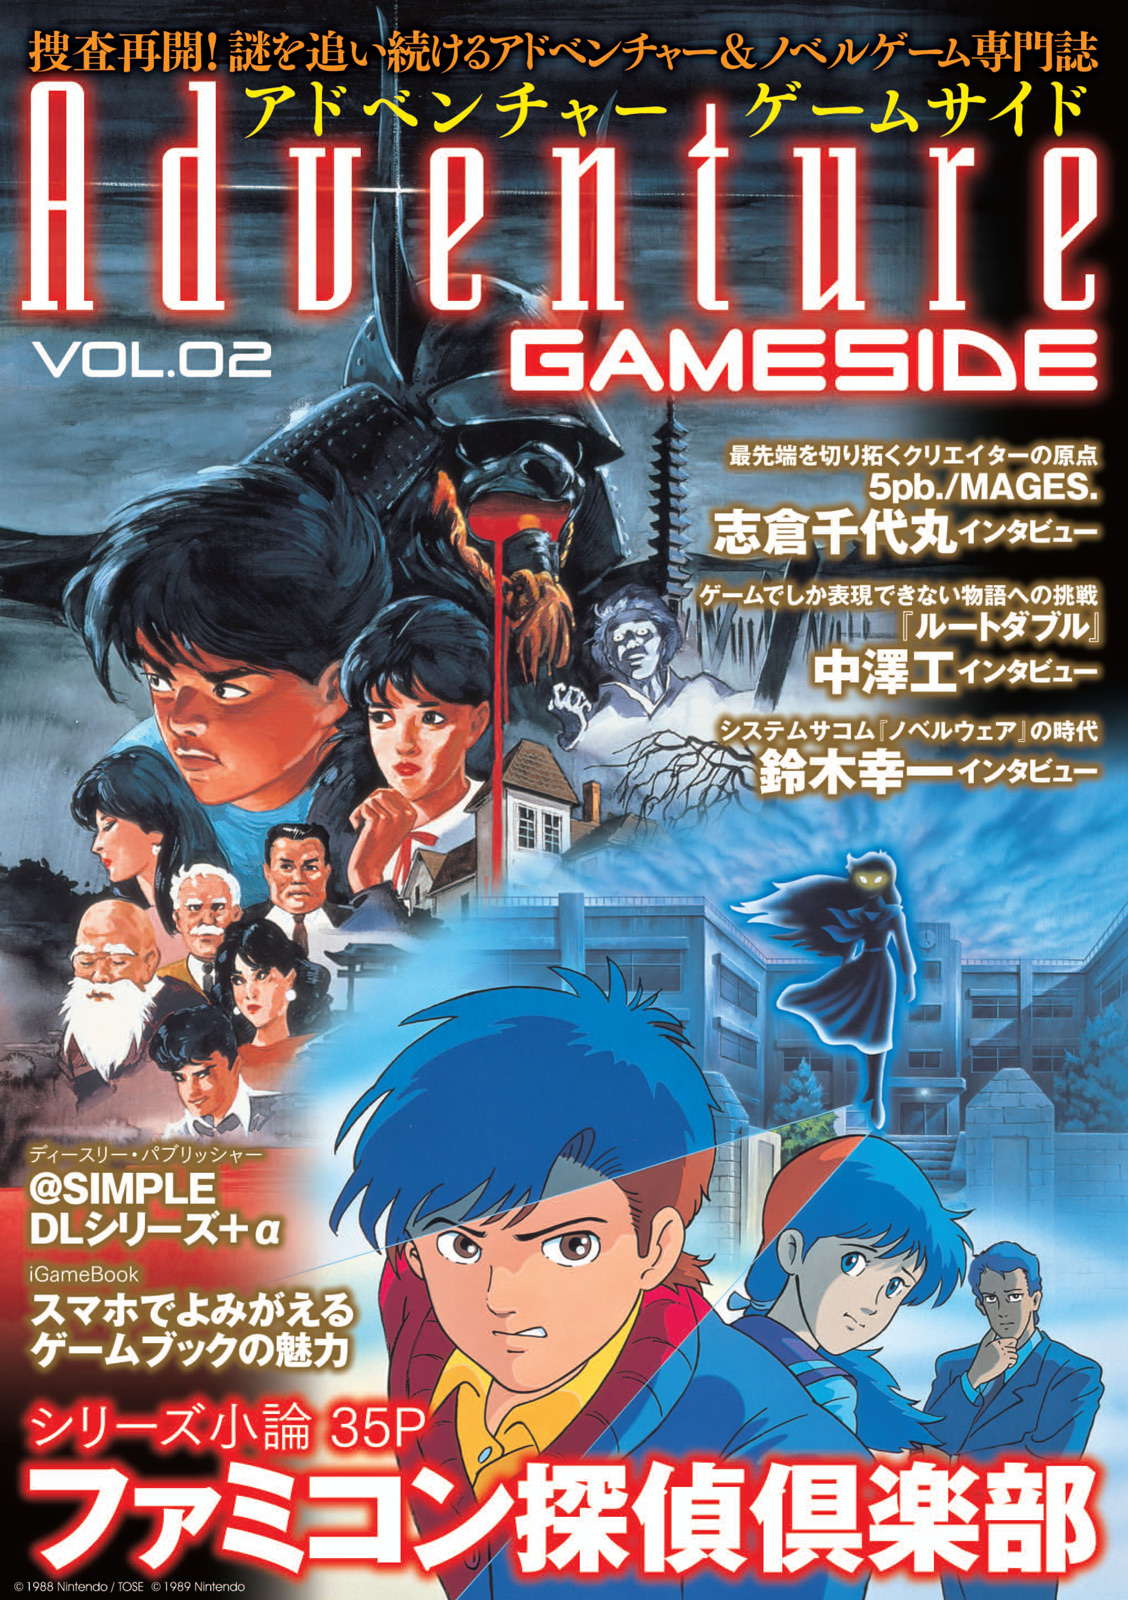 捜査再開!謎を追い続けるアドベンチャー&ノベルゲーム専門誌
アドベンチャー ゲームサイド
Adventure
GAMESIDE
VOL.02
最先端を切り拓くクリエイターの原点
5pb./MAGES.
志倉千代丸インタビュー
ゲームでしか表現できない物語への挑戦
『ルートダブル』
中澤工インタビュー
システムサコム『ノベルウェア』の時代
鈴木幸一インタビュー
ディースリー・パブリッシャー
@SIMPLE
DLシリーズ+α
iGameBook
スマホでよみがえる
ゲームブックの魅力
シリーズ小論 35P
ファミコン探偵倶楽部
©1988 Nintendo / TOSE ©1989 Nintendo